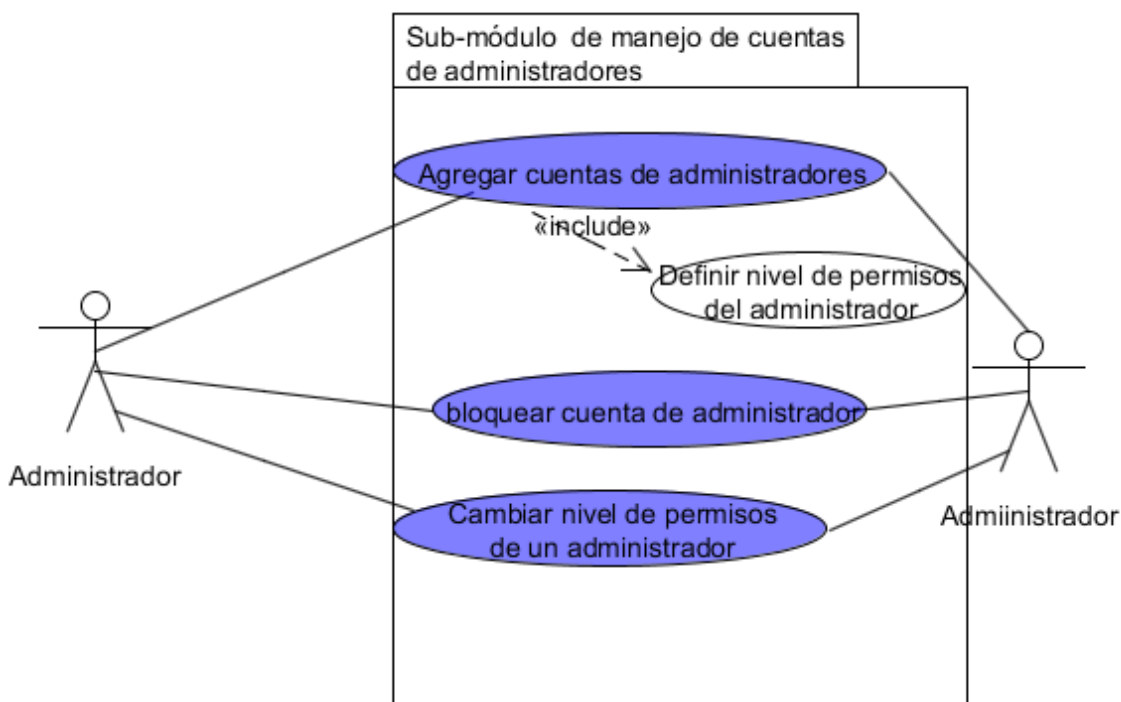 Sub-módulo de manejo de cuentas
de administradores
Agregar cuentas de administradores
«include»
Definir nivel de permisos
del administrador
bloquear cuenta de administrador
Administrador
Cambiar nivel de permisos
de un administrador
Admiinistrador